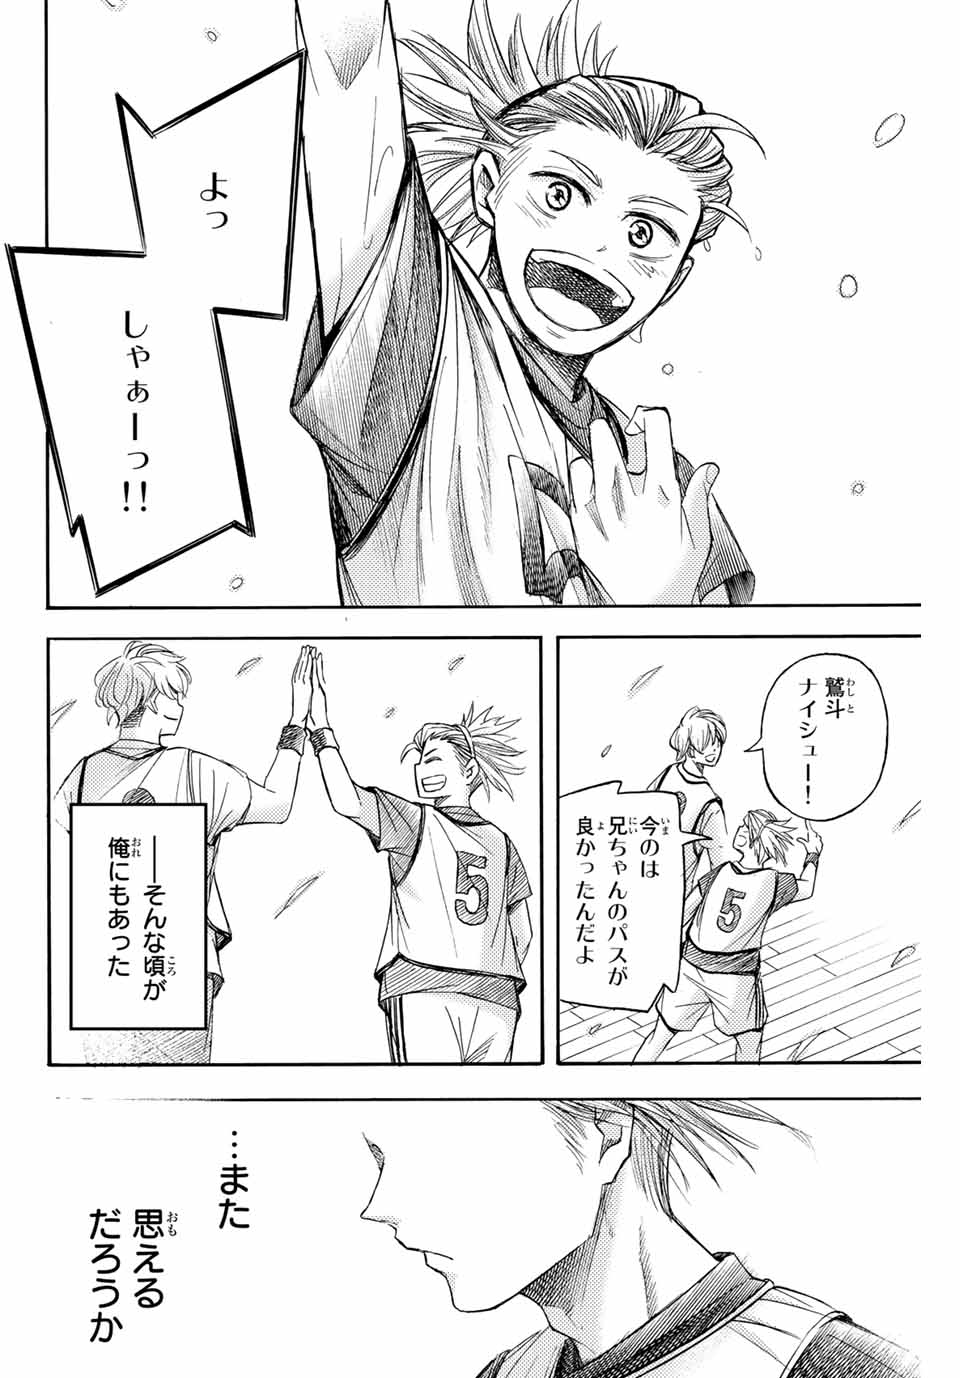 よっ
しゃぁーっ!!
鷲斗
ナイシュー!
今のは
兄ちゃんのパスが
良かったんだよ
――そんな頃が
俺にもあった
…また
思える
だろうか
5
5